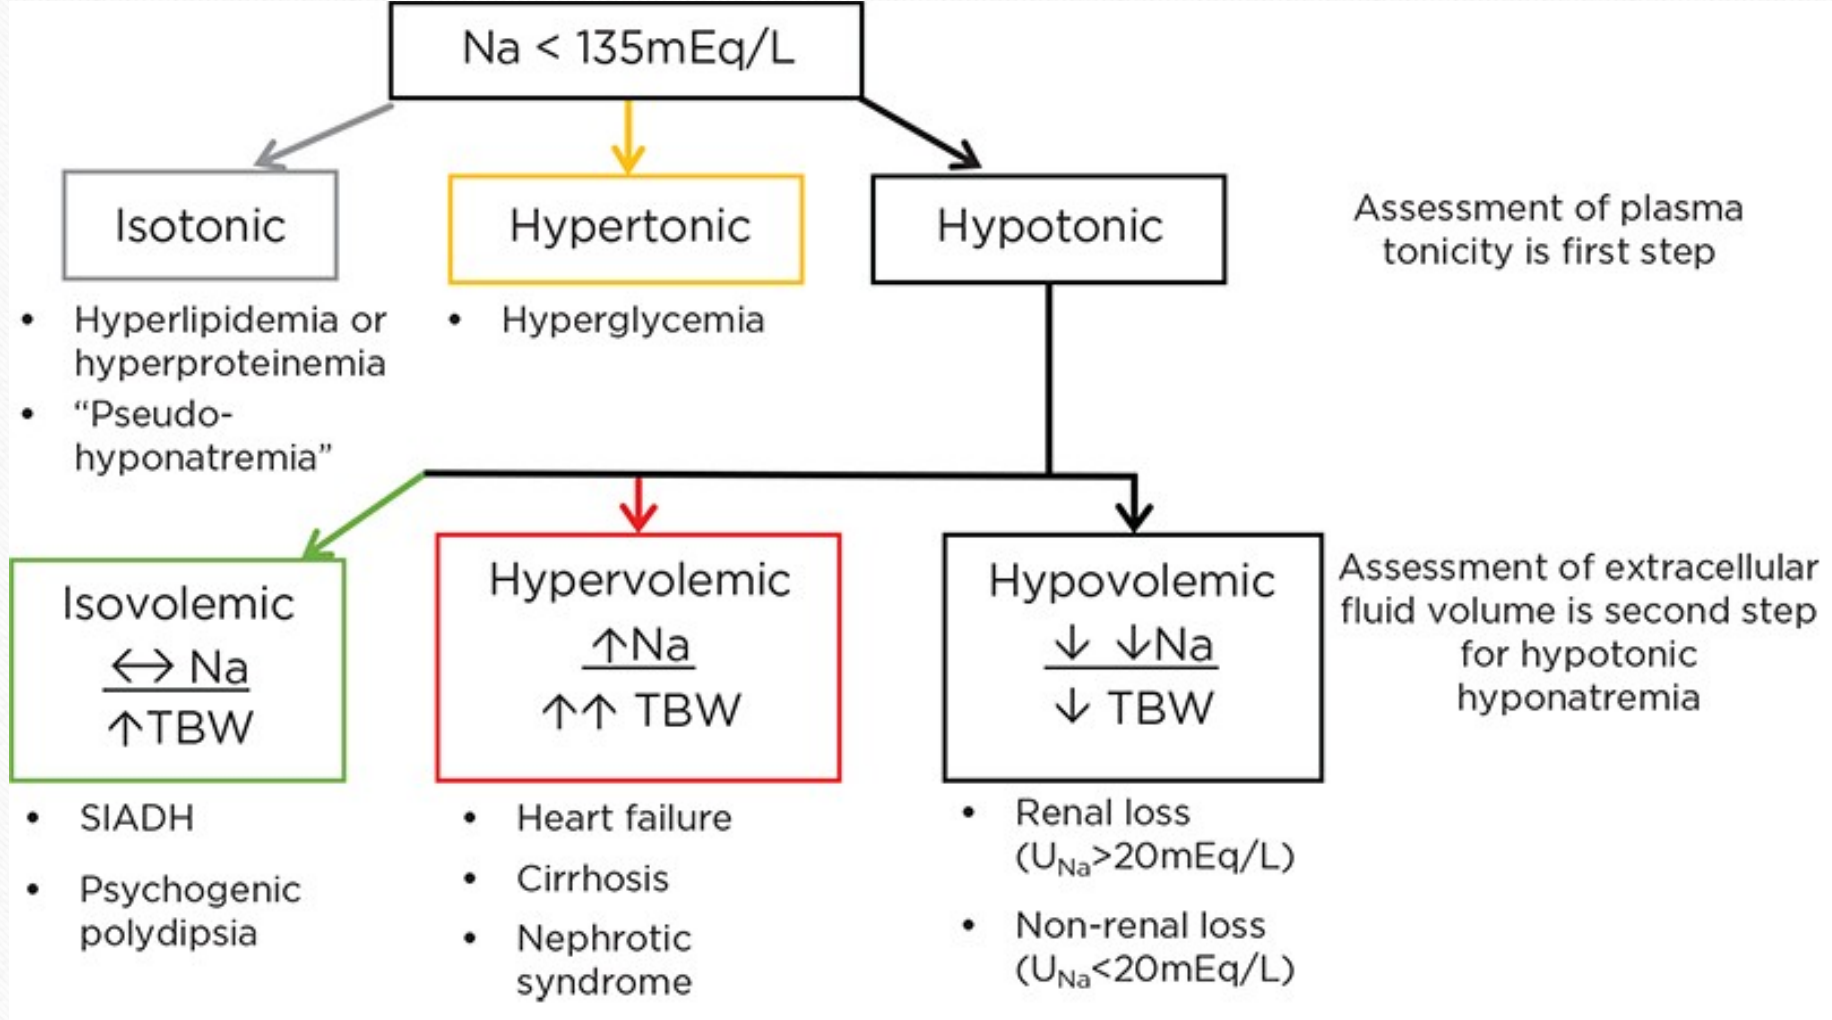 Na < 135mEq/L
Isotonic
Hypertonic
Hypotonic
Assessment of plasma
tonicity is first step
• Hyperlipidemia or
hyperproteinemia
• “Pseudo-
hyponatremia”
• Hyperglycemia
Isovolemic
↔ Na
↑TBW
Hypervolemic
↑Na
↑↑ TBW
Hypovolemic
↓ ↓Na
↓ TBW
Assessment of extracellular
fluid volume is second step
for hypotonic
hyponatremia
• SIADH
• Psychogenic
polydipsia
• Heart failure
• Cirrhosis
• Nephrotic
syndrome
• Renal loss
(UNa>20mEq/L)
• Non-renal loss
(UNa<20mEq/L)